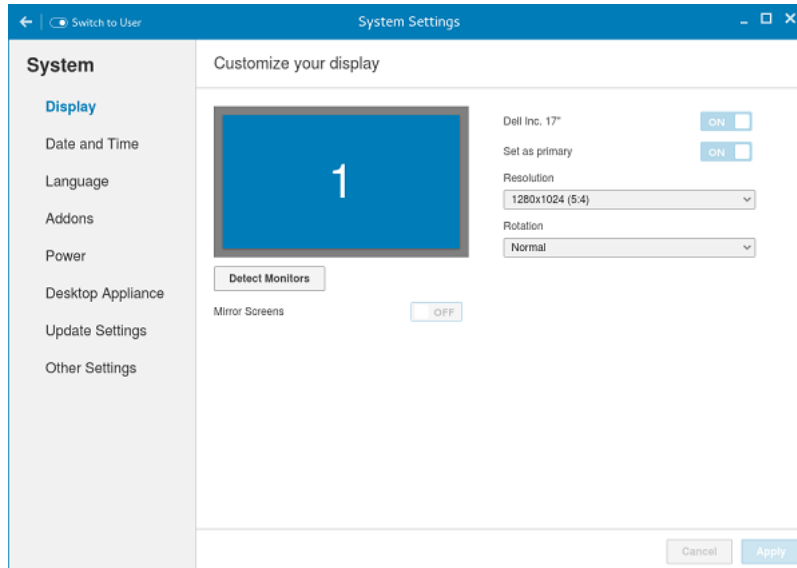 Switch to User
System Settings
System
Display
Date and Time
Language
Addons
Power
Desktop Appliance
Update Settings
Other Settings
Customize your display
1
Detect Monitors
Mirror Screens
OFF
Dell Inc. 17"
ON
Set as primary
ON
Resolution
1280x1024 (5:4)
Rotation
Normal
Cancel
Apply